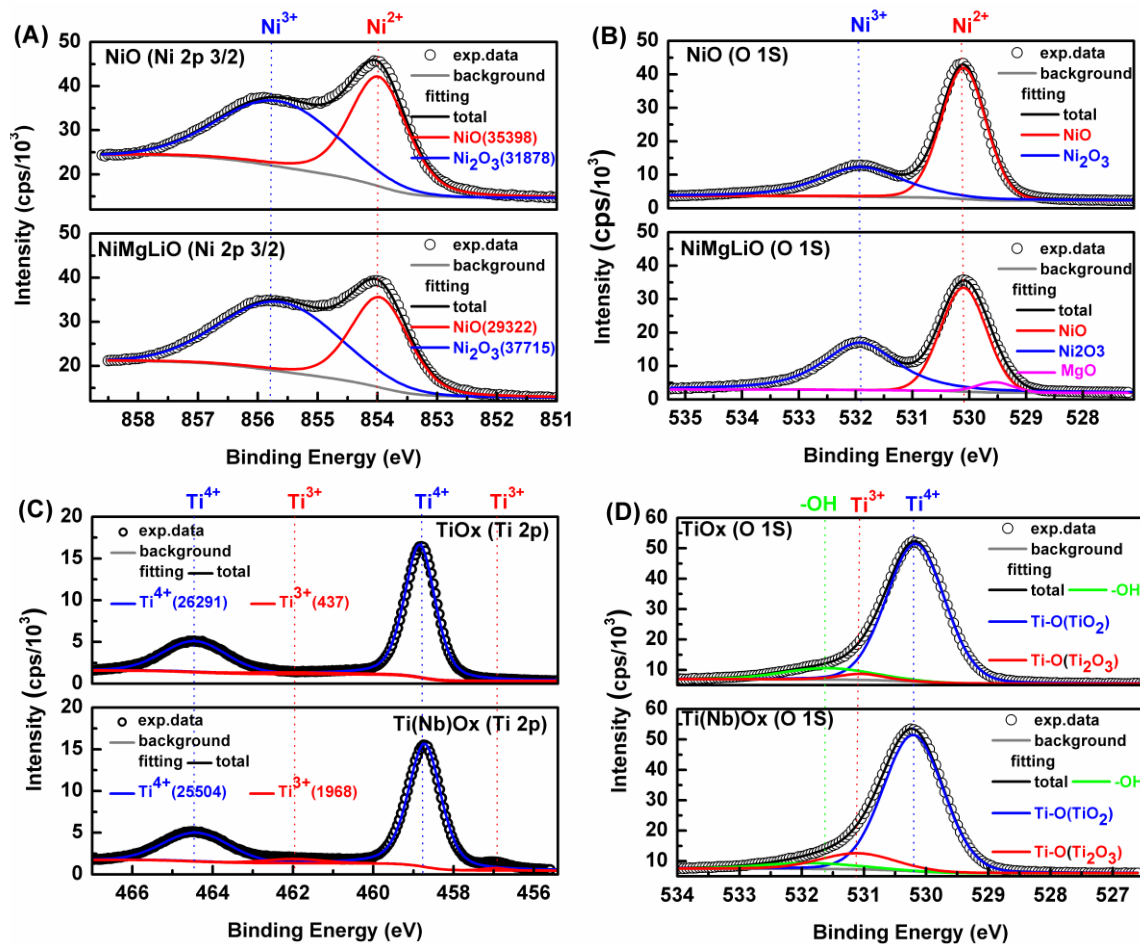 (A)
Ni3+
Ni2+
NiO (Ni 2p 3/2)
exp.data
background
fitting
total
NiO(35398)
Ni2O3(31878)
50
40
30
20
NiMgLiO (Ni 2p 3/2)
exp.data
background
fitting
total
NiO(29322)
Ni2O3(37715)
50
40
30
20
858 857 856 855 854 853 852 851
Binding Energy (eV)
Intensity (cps/10^3)
(B)
Ni3+
Ni2+
NiO (O 1S)
exp.data
background
fitting
total
NiO
Ni2O3
50
40
30
20
10
0
NiMgLiO (O 1S)
exp.data
background
fitting
total
NiO
Ni2O3
MgO
50
40
30
20
10
0
535 534 533 532 531 530 529 528
Binding Energy (eV)
Intensity (cps/10^3)
(C)
Ti4+
Ti3+
Ti4+
Ti3+
TiOx (Ti 2p)
exp.data
background
fitting total
Ti4+(26291)
Ti3+(437)
20
15
10
5
0
Ti(Nb)Ox (Ti 2p)
exp.data
background
fitting total
Ti4+(25504)
Ti3+(1968)
20
15
10
5
0
466 464 462 460 458 456
Binding Energy (eV)
Intensity (cps/10^3)
(D)
-OH
Ti3+
Ti4+
TiOx (O 1S)
exp.data
background
fitting
total -OH
Ti-O(TiO2)
Ti-O(Ti2O3)
60
50
40
30
20
10
0
Ti(Nb)Ox (O 1S)
exp.data
background
fitting
total -OH
Ti-O(TiO2)
Ti-O(Ti2O3)
60
50
40
30
20
10
0
534 533 532 531 530 529 528 527
Binding Energy (eV)
Intensity (cps/10^3)